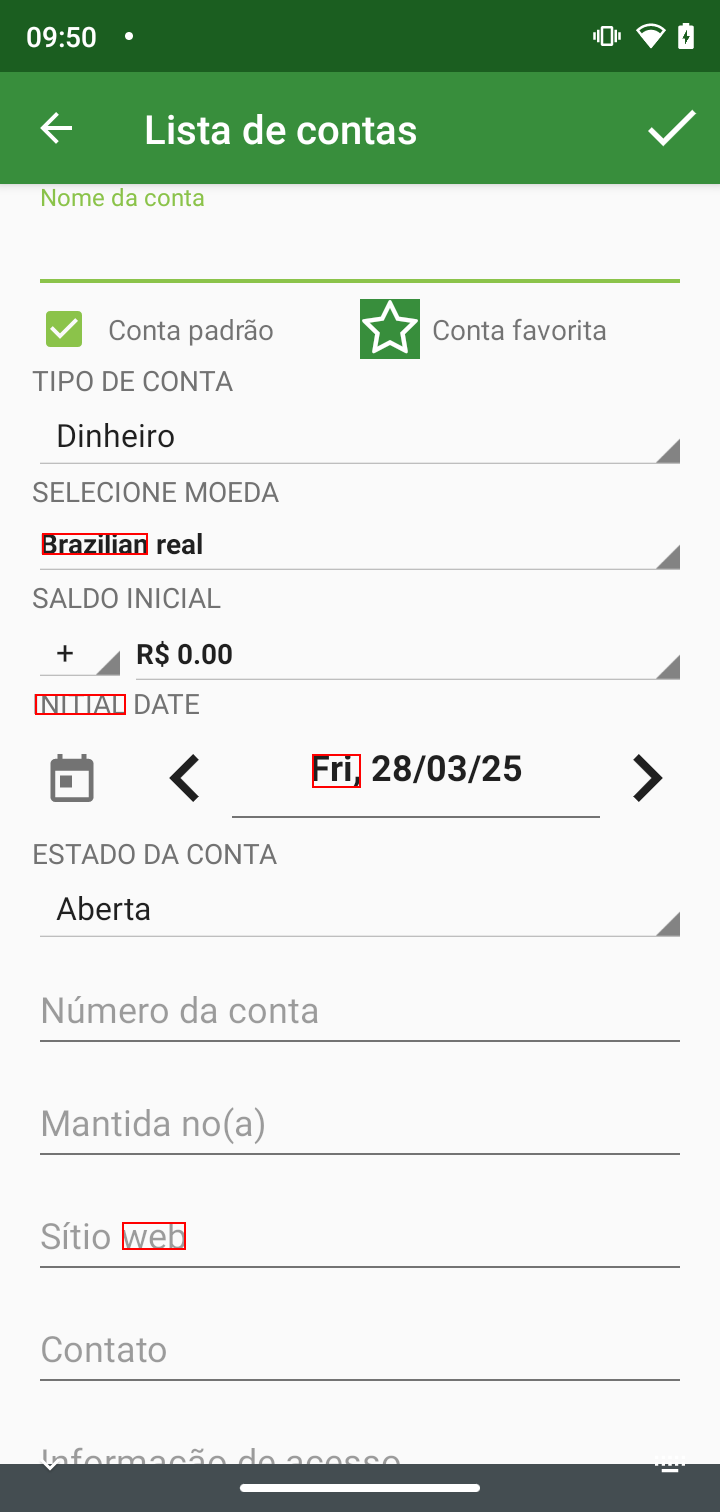 09:50
Lista de contas
Nome da conta
Conta padrão
Conta favorita
TIPO DE CONTA
Dinheiro
SELECIONE MOEDA
Brazilian real
SALDO INICIAL
+ R$ 0.00
INITIAL DATE
Fri, 28/03/25
ESTADO DA CONTA
Aberta
Número da conta
Mantida no(a)
Sítio web
Contato
Informação de acesso